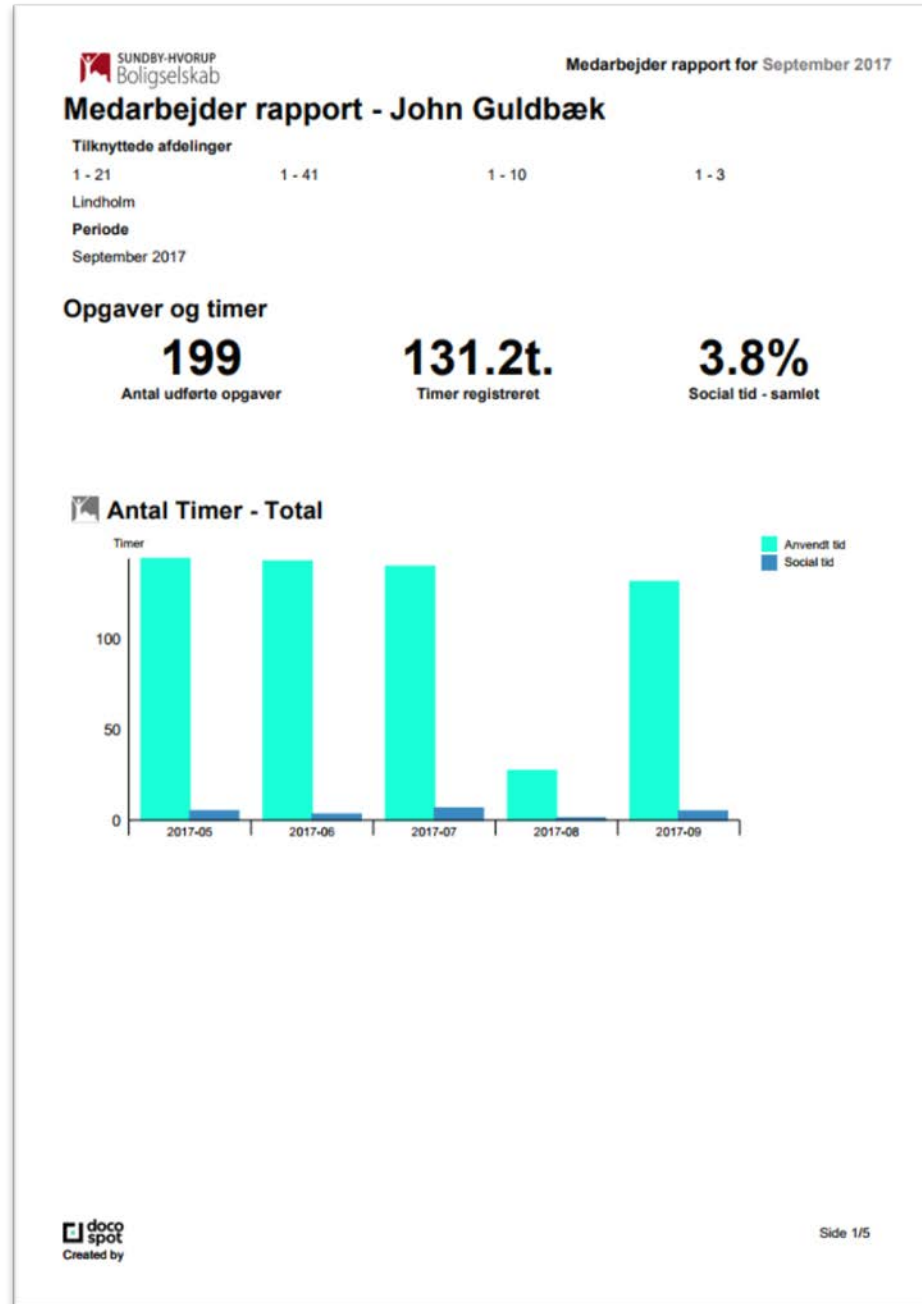 SUNDBY-HVORUP
Boligselskab
Medarbejder rapport for September 2017
Medarbejder rapport - John Guldbæk
Tilknyttede afdelinger
1 - 21 1 - 41 1 - 10 1 - 3
Lindholm
Periode
September 2017
Opgaver og timer
199 131.2t. 3.8%
Antal udførte opgaver Timer registreret Social tid - samlet
Antal Timer - Total
Timer
Anvendt tid
Social tid
100
50
0
2017-05 2017-06 2017-07 2017-08 2017-09
doco
spot
Created by
Side 1/5